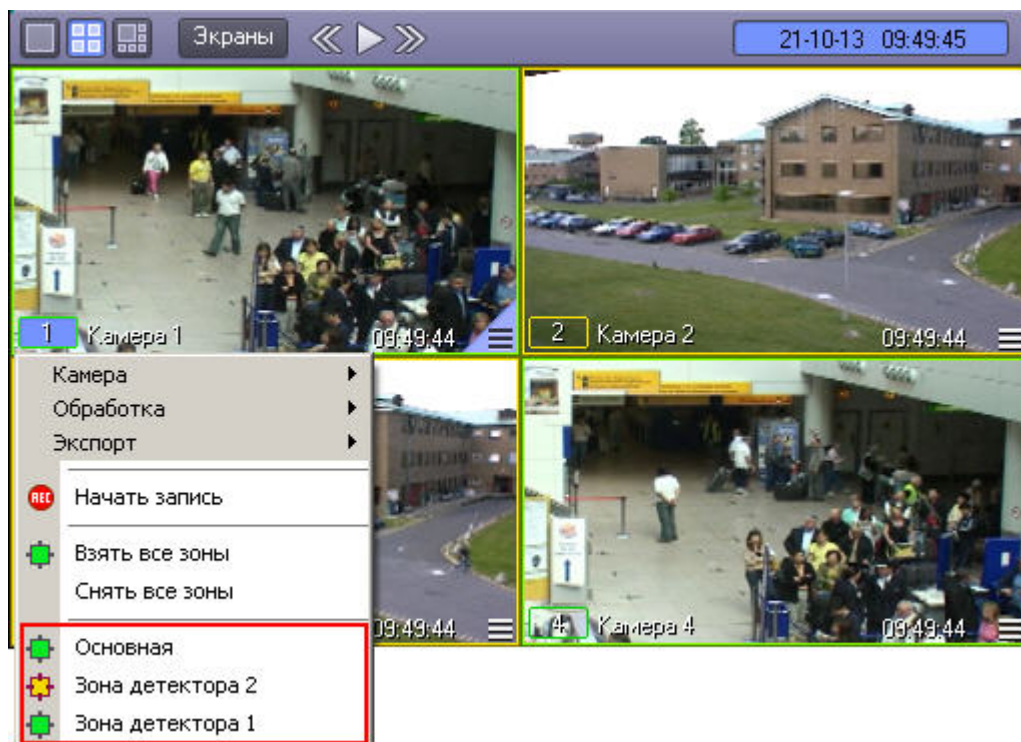 Экраны
21-10-13 09:49:45
1 Камера 1 09:49:44
2 Камера 2 09:49:44
Камера
Обработка
Экспорт
REC Начать запись
Взять все зоны
Снять все зоны
09:49:44
4 Камера 4 09:49:44
Основная
Зона детектора 2
Зона детектора 1